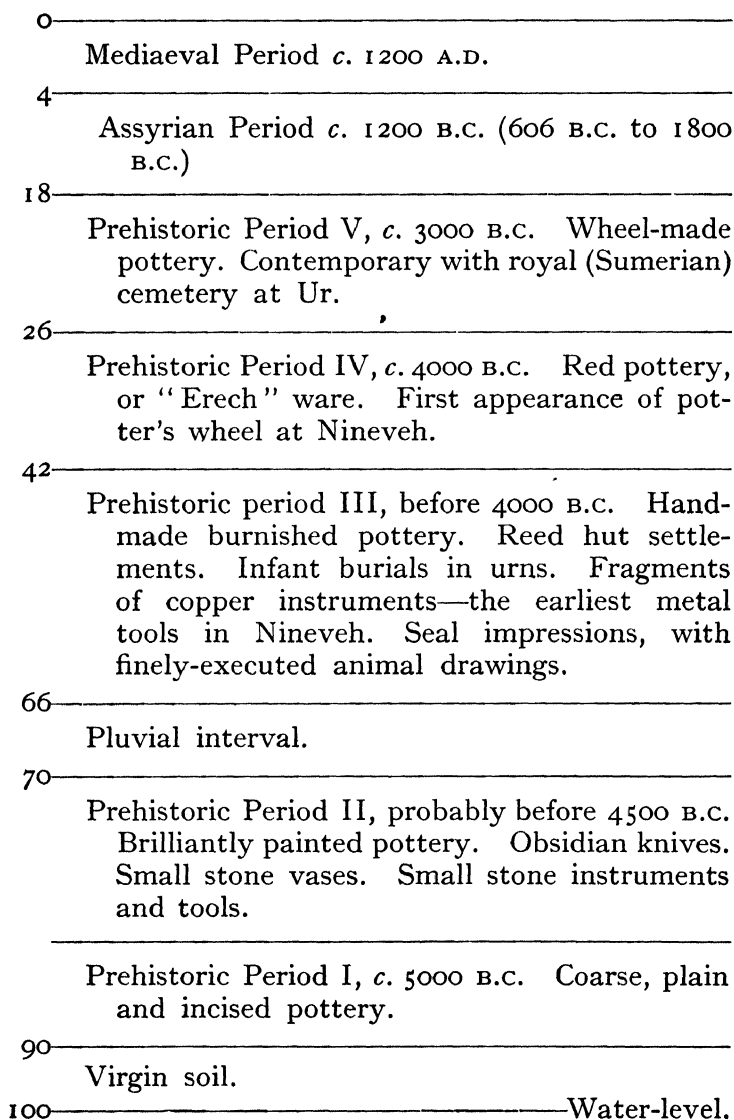 0
Mediaeval Period c. 1200 A.D.
4
Assyrian Period c. 1200 B.C. (606 B.C. to 1800
B.C.)
18
Prehistoric Period V, c. 3000 B.C. Wheel-made
pottery. Contemporary with royal (Sumerian)
cemetery at Ur.
26
Prehistoric Period IV, c. 4000 B.C. Red pottery,
or "Erech" ware. First appearance of pot-
ter's wheel at Nineveh.
42
Prehistoric period III, before 4000 B.C. Hand-
made burnished pottery. Reed hut settle-
ments. Infant burials in urns. Fragments
of copper instruments—the earliest metal
tools in Nineveh. Seal impressions, with
finely-executed animal drawings.
66
Pluvial interval.
70
Prehistoric Period II, probably before 4500 B.C.
Brilliantly painted pottery. Obsidian knives.
Small stone vases. Small stone instruments
and tools.
Prehistoric Period I, c. 5000 B.C. Coarse, plain
and incised pottery.
90
Virgin soil.
100 Water-level.